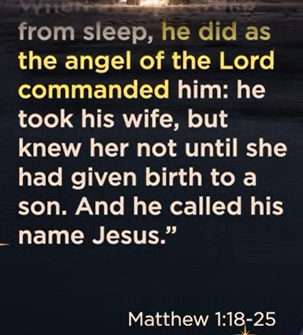 from sleep, he did as
the angel of the Lord
commanded him: he
took his wife, but
knew her not until she
had given birth to a
son. And he called his
name Jesus.”
Matthew 1:18-25